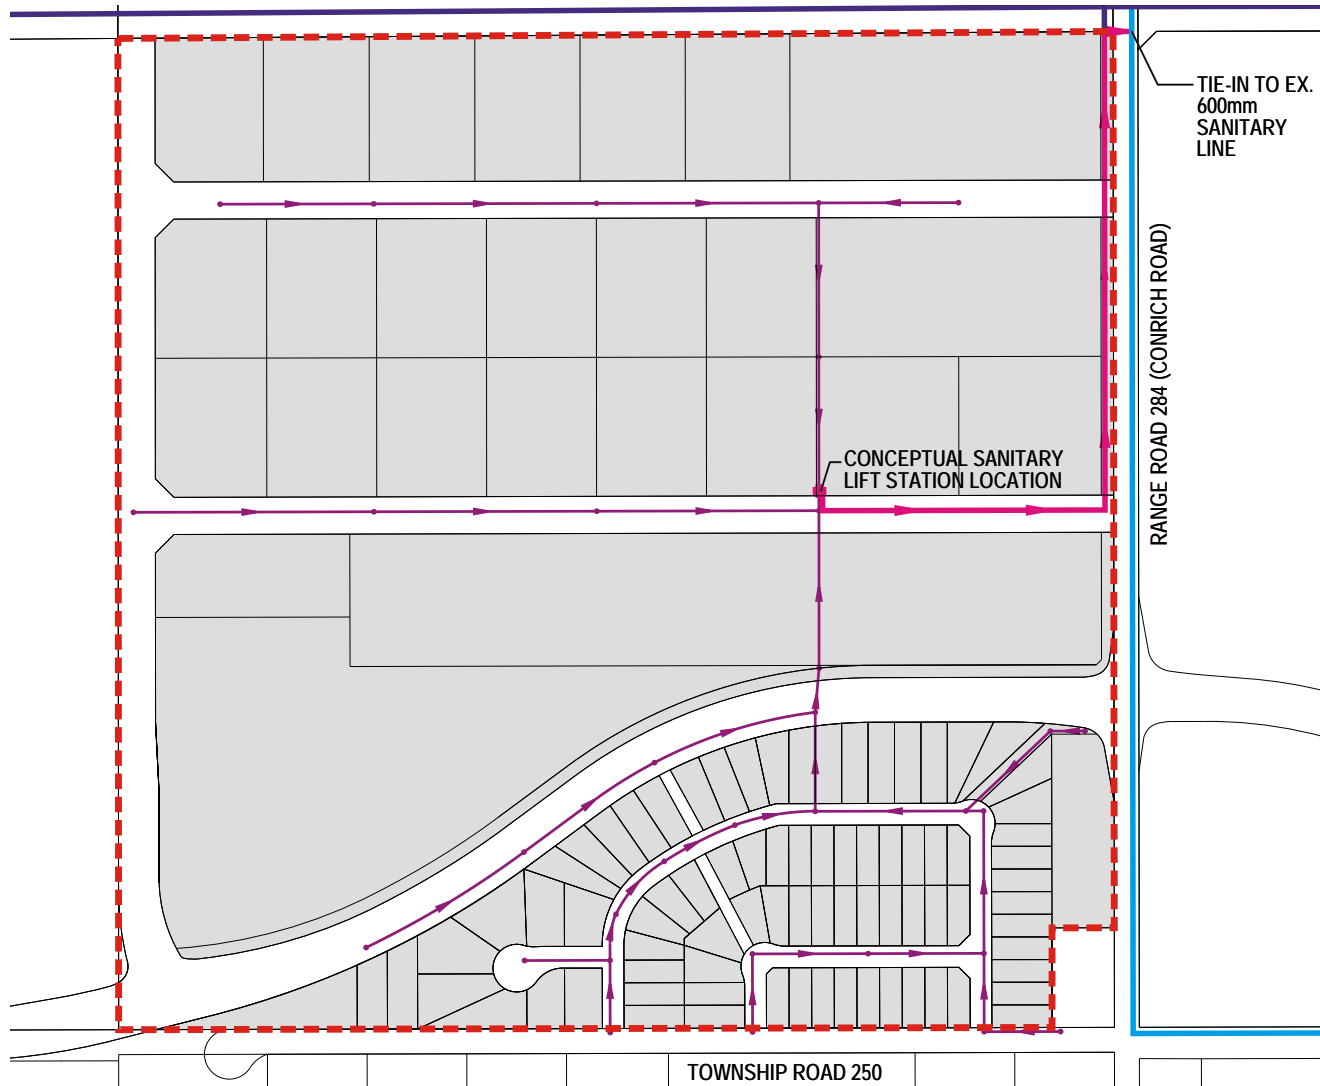 TIE-IN TO EX.
600mm
SANITARY
LINE
RANGE ROAD 284 (CONRICH ROAD)
CONCEPTUAL SANITARY
LIFT STATION LOCATION
TOWNSHIP ROAD 250